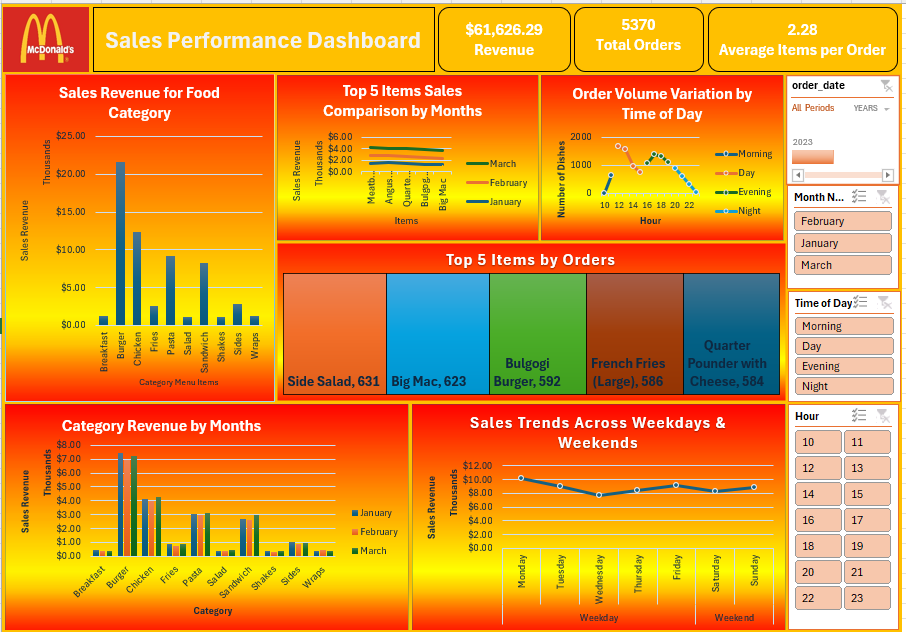 McDonald's
Sales Performance Dashboard
$61,626.29
Revenue
5370
Total Orders
2.28
Average Items per Order
Sales Revenue for Food
Category
Sales Revenue
Thousands
$25.00
$20.00
$15.00
$10.00
$5.00
$0.00
Breakfast
Burger
Chicken
Fries
Pasta
Salad
Sandwich
Shakes
Sides
Wraps
Category Menu Items
Top 5 Items Sales
Comparison by Months
Sales Revenue
Thousands
$6.00
$4.00
$2.00
$0.00
Meatb...
Angus...
Quarte...
Bulgog...
Big Mac
Items
March
February
January
Order Volume Variation by
Time of Day
Number of Dishes
2000
1000
0
10 12 14 16 18 20 22
Hour
Morning
Day
Evening
Night
order_date
All Periods
YEARS
2023
Month N...
February
January
March
Top 5 Items by Orders
Side Salad, 631
Big Mac, 623
Bulgogi
Burger, 592
French Fries
(Large), 586
Quarter
Pounder with
Cheese, 584
Time of Day
Morning
Day
Evening
Night
Category Revenue by Months
Sales Revenue
Thousands
$8.00
$7.00
$6.00
$5.00
$4.00
$3.00
$2.00
$1.00
$0.00
Breakfast
Burger
Chicken
Fries
Pasta
Salad
Sandwich
Shakes
Sides
Wraps
Category
January
February
March
Sales Trends Across Weekdays &
Weekends
Sales Revenue
Thousands
$12.00
$10.00
$8.00
$6.00
$4.00
$2.00
$0.00
Monday
Tuesday
Wednesday
Thursday
Friday
Saturday
Sunday
Weekday
Weekend
Hour
10 11
12 13
14 15
16 17
18 19
20 21
22 23